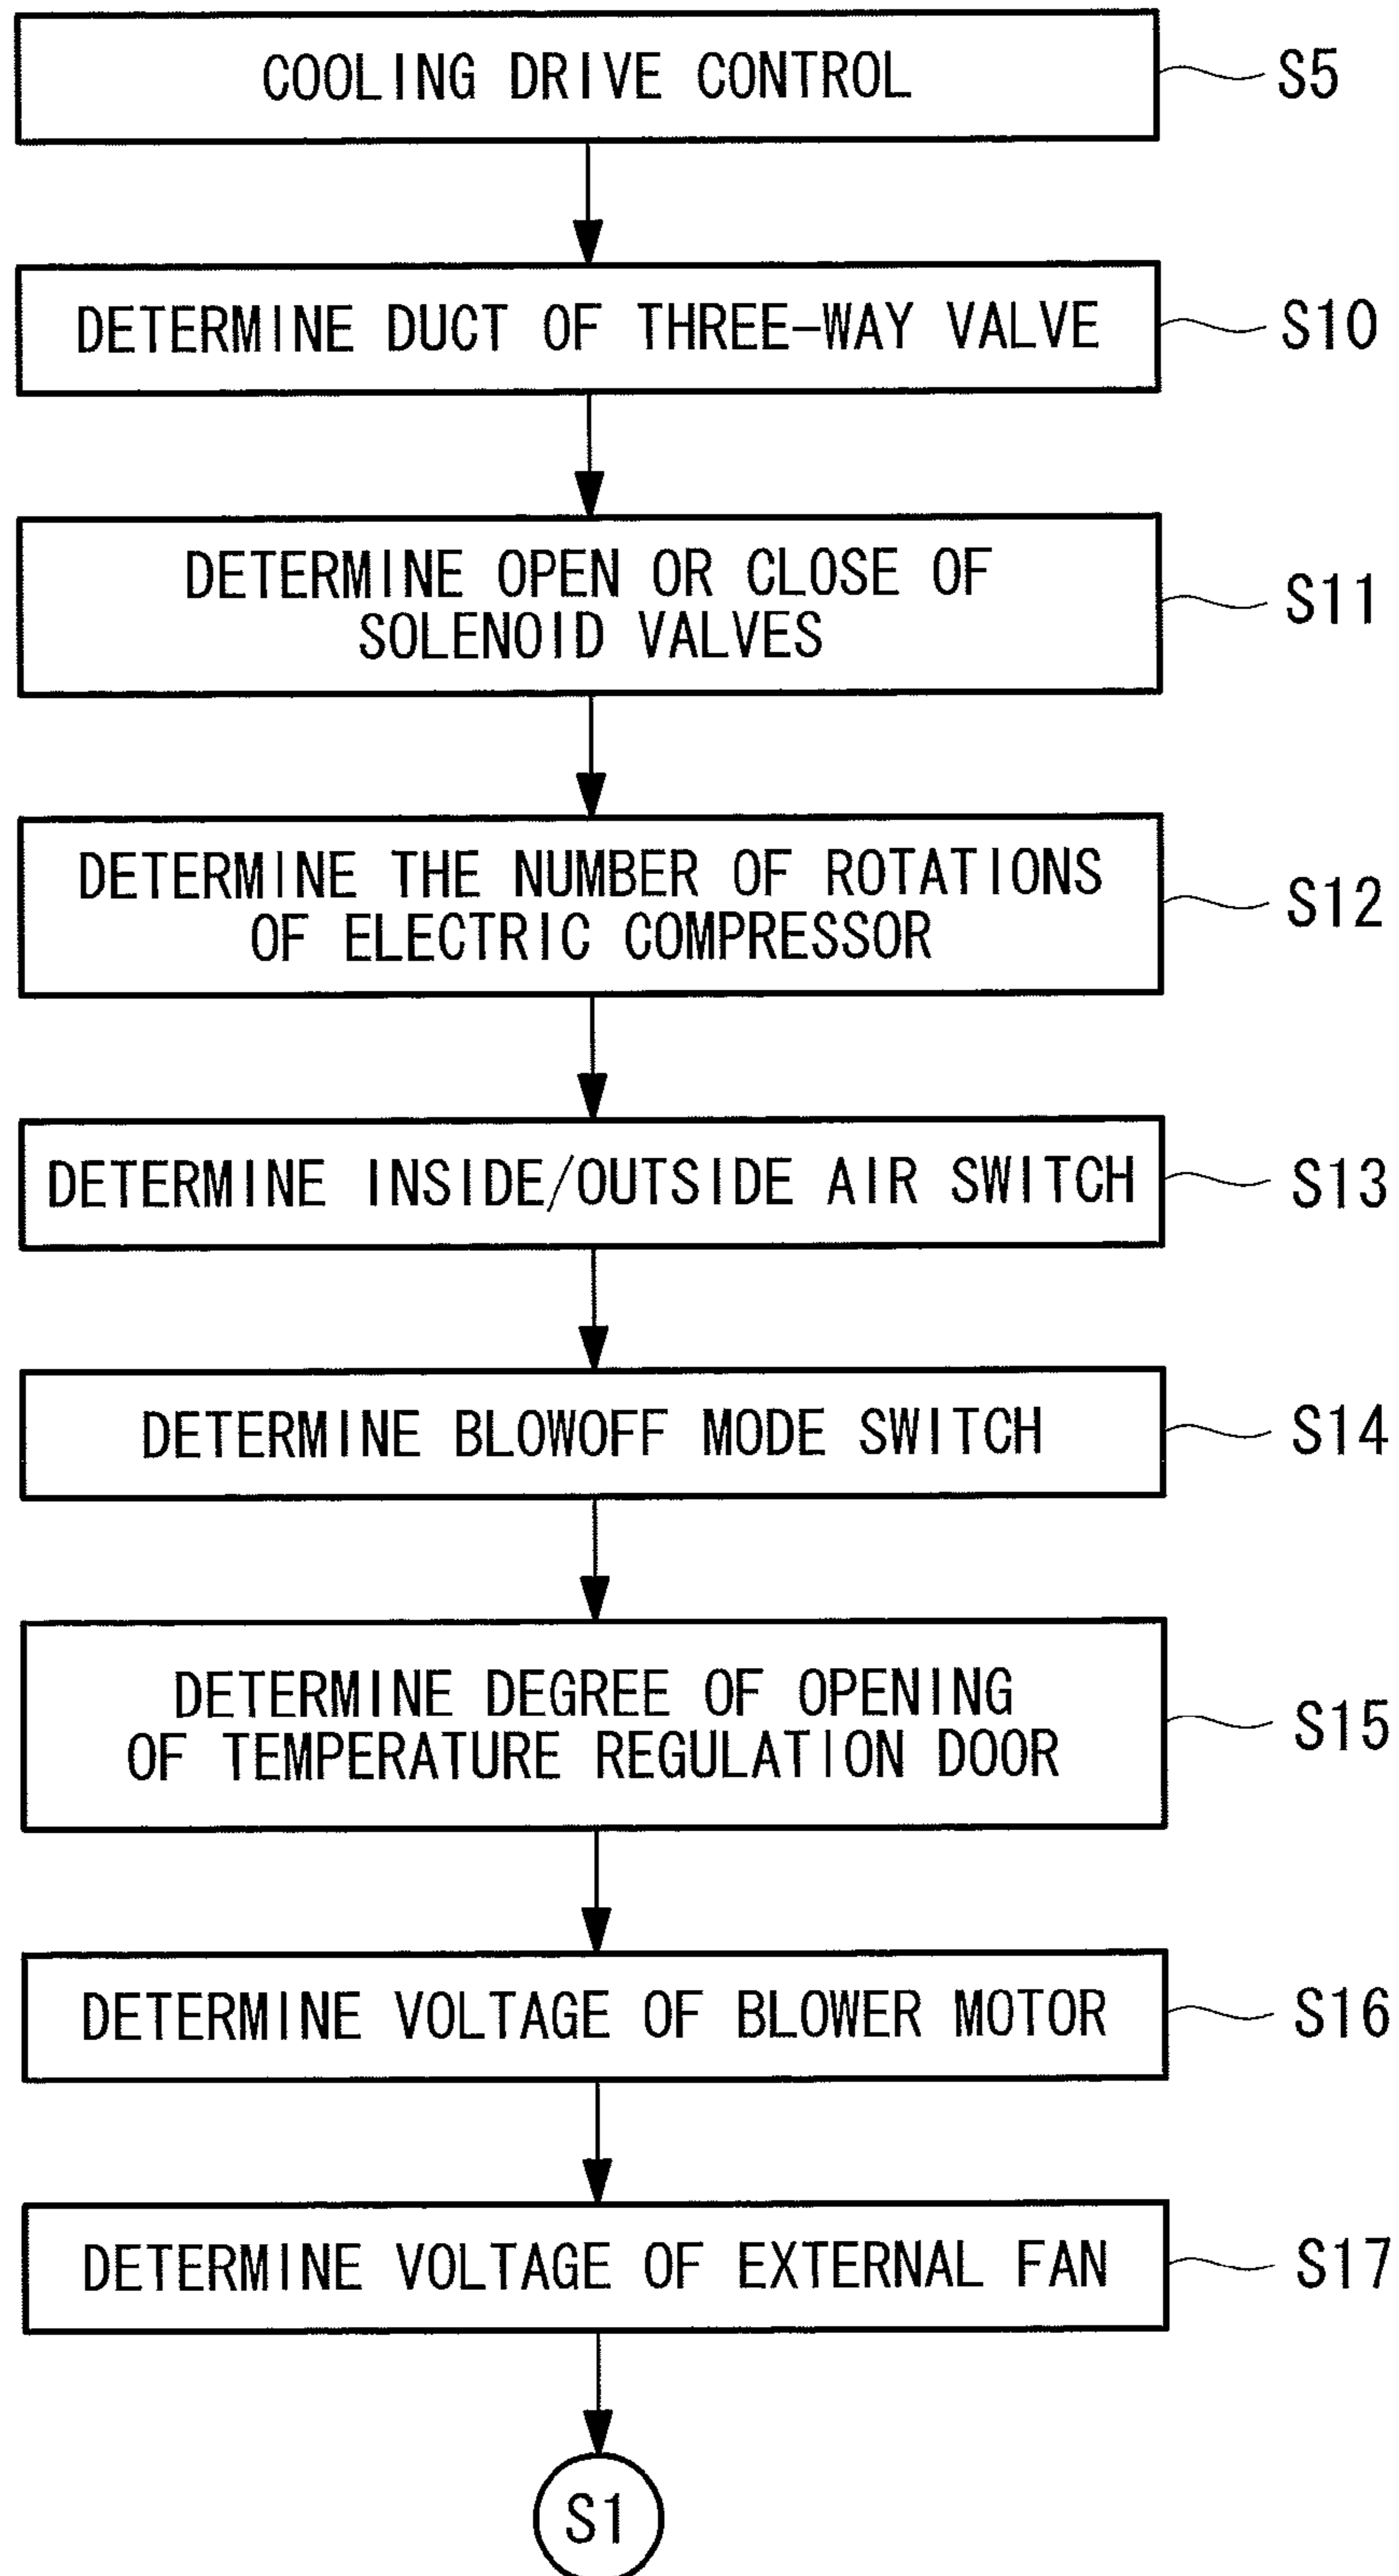 COOLING DRIVE CONTROL
S5
DETERMINE DUCT OF THREE-WAY VALVE
S10
DETERMINE OPEN OR CLOSE OF
SOLENOID VALVES
S11
DETERMINE THE NUMBER OF ROTATIONS
OF ELECTRIC COMPRESSOR
S12
DETERMINE INSIDE/OUTSIDE AIR SWITCH
S13
DETERMINE BLOWOFF MODE SWITCH
S14
DETERMINE DEGREE OF OPENING
OF TEMPERATURE REGULATION DOOR
S15
DETERMINE VOLTAGE OF BLOWER MOTOR
S16
DETERMINE VOLTAGE OF EXTERNAL FAN
S17
S1